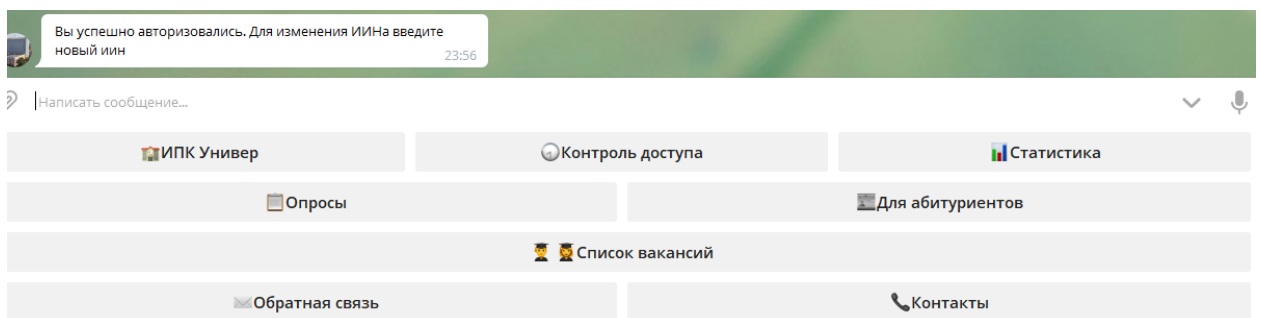 Вы успешно авторизовались. Для изменения ИИНа введите
новый иин
23:56
Написать сообщение...
ИПК Универ
Контроль доступа
Статистика
Опросы
Для абитуриентов
Список вакансий
Обратная связь
Контакты